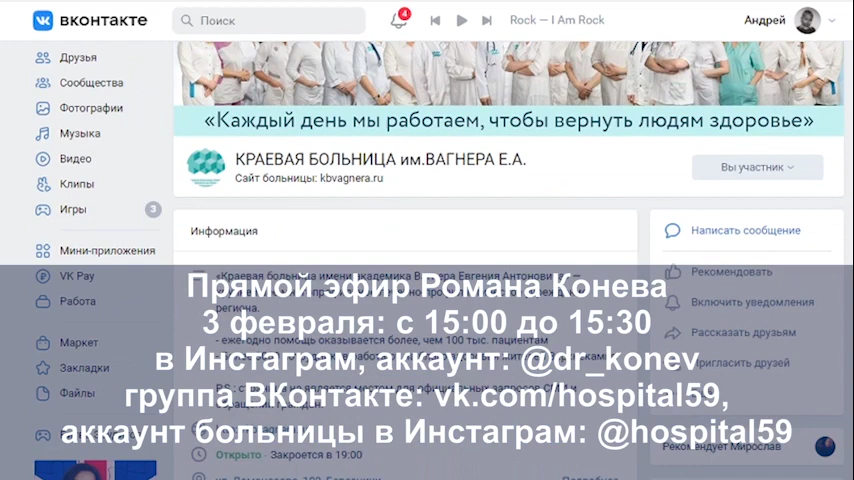 вконтакте
Поиск
4
Rock — I Am Rock
Андрей
Друзья
Сообщества
Фотографии
Музыка
Видео
Клипы
Игры
3
Мини-приложения
VK Pay
Работа
Маркет
Закладки
Файлы
«Каждый день мы работаем, чтобы вернуть людям здоровье»
КРАЕВАЯ БОЛЬНИЦА им.ВАГНЕРА Е.А.
Сайт больницы: kbvagnera.ru
Вы участник
Информация
Написать сообщение
Рекомендовать
Включить уведомления
Рассказать друзьям
Пригласить друзей
Прямой эфир Романа Конева
3 февраля: с 15:00 до 15:30
в Инстаграм, аккаунт: @dr_konev
группа ВКонтакте: vk.com/hospital59,
аккаунт больницы в Инстаграм: @hospital59
Открыто · Закроется в 19:00
Рекомендует Мирослав